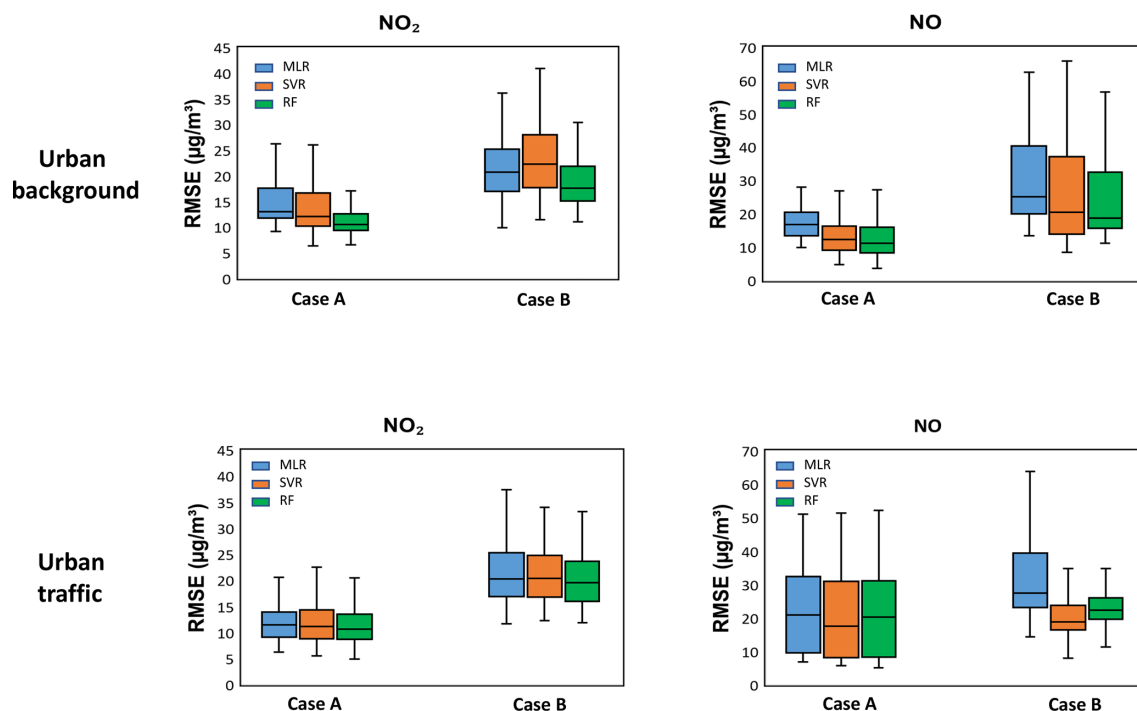 NO₂
45
40
35
30
25
20
15
10
5
0
RMSE (µg/m³)
MLR
SVR
RF
Case A
Case B
NO
70
60
50
40
30
20
10
0
RMSE (µg/m³)
MLR
SVR
RF
Case A
Case B
Urban
background
NO₂
45
40
35
30
25
20
15
10
5
0
RMSE (µg/m³)
MLR
SVR
RF
Case A
Case B
NO
70
60
50
40
30
20
10
0
RMSE (µg/m³)
MLR
SVR
RF
Case A
Case B
Urban
traffic